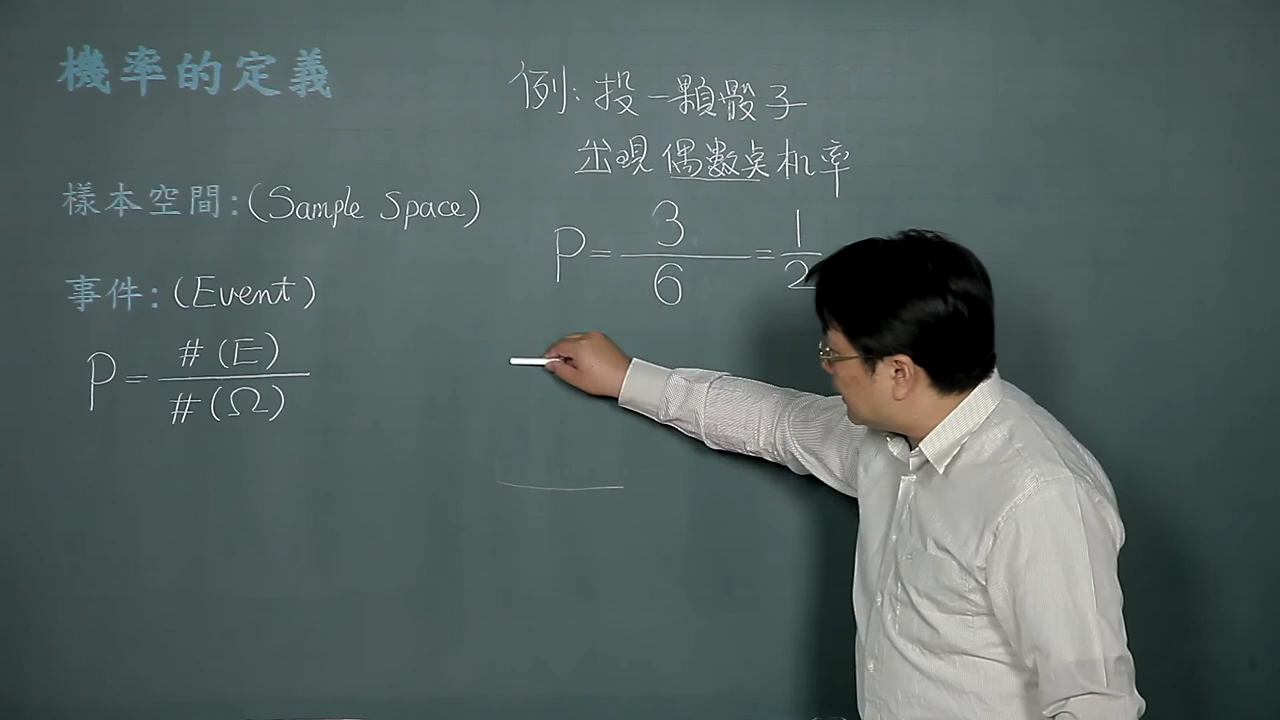 機率的定義
樣本空間:(Sample Space)
事件:(Event)
P=#(E)/#(Ω)
例:投一顆骰子
出現偶數点机率
P=3/6=1/2